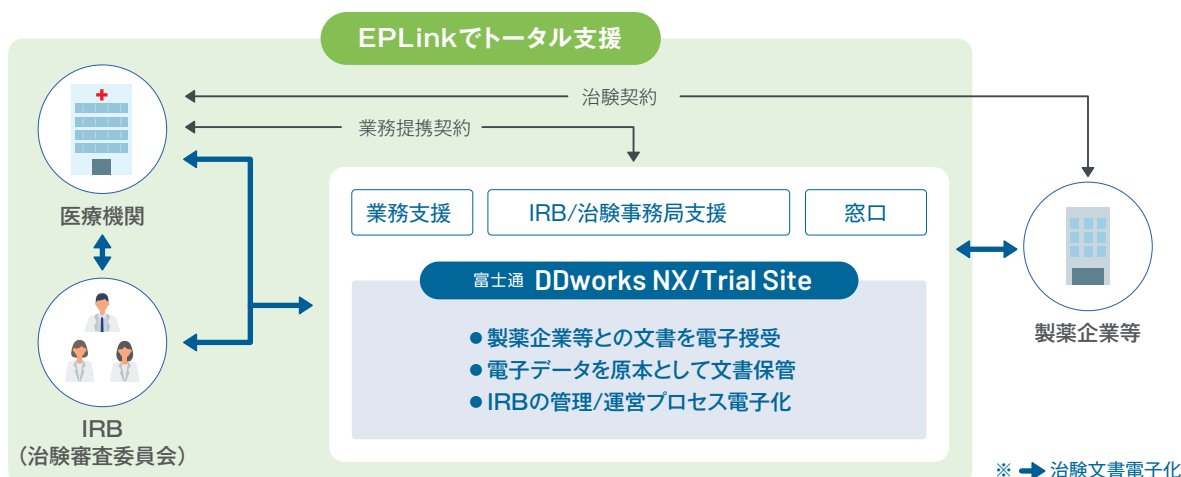 EPLinkでトータル支援
治験契約
業務提携契約
医療機関
業務支援
IRB/治験事務局支援
窓口
富士通 DDworks NX/Trial Site
●製薬企業等との文書を電子授受
●電子データを原本として文書保管
●IRBの管理/運営プロセス電子化
製薬企業等
IRB
（治験審査委員会）
※ ➡ 治験文書電子化